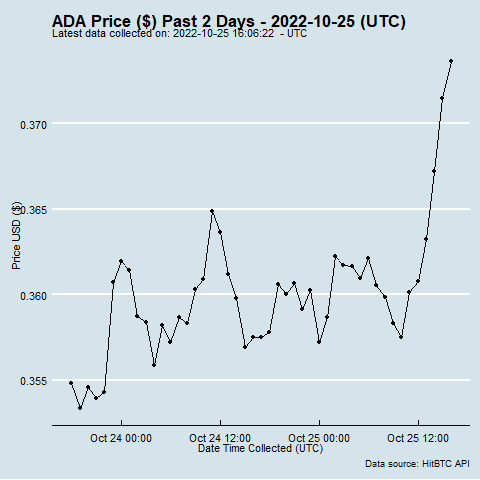 ADA Price ($) Past 2 Days - 2022-10-25 (UTC)
Latest data collected on: 2022-10-25 16:06:22  - UTC
0.370
0.365
0.360
0.355
Price USD ($)
Oct 24 00:00
Oct 24 12:00
Oct 25 00:00
Oct 25 12:00
Date Time Collected (UTC)
Data source: HitBTC API